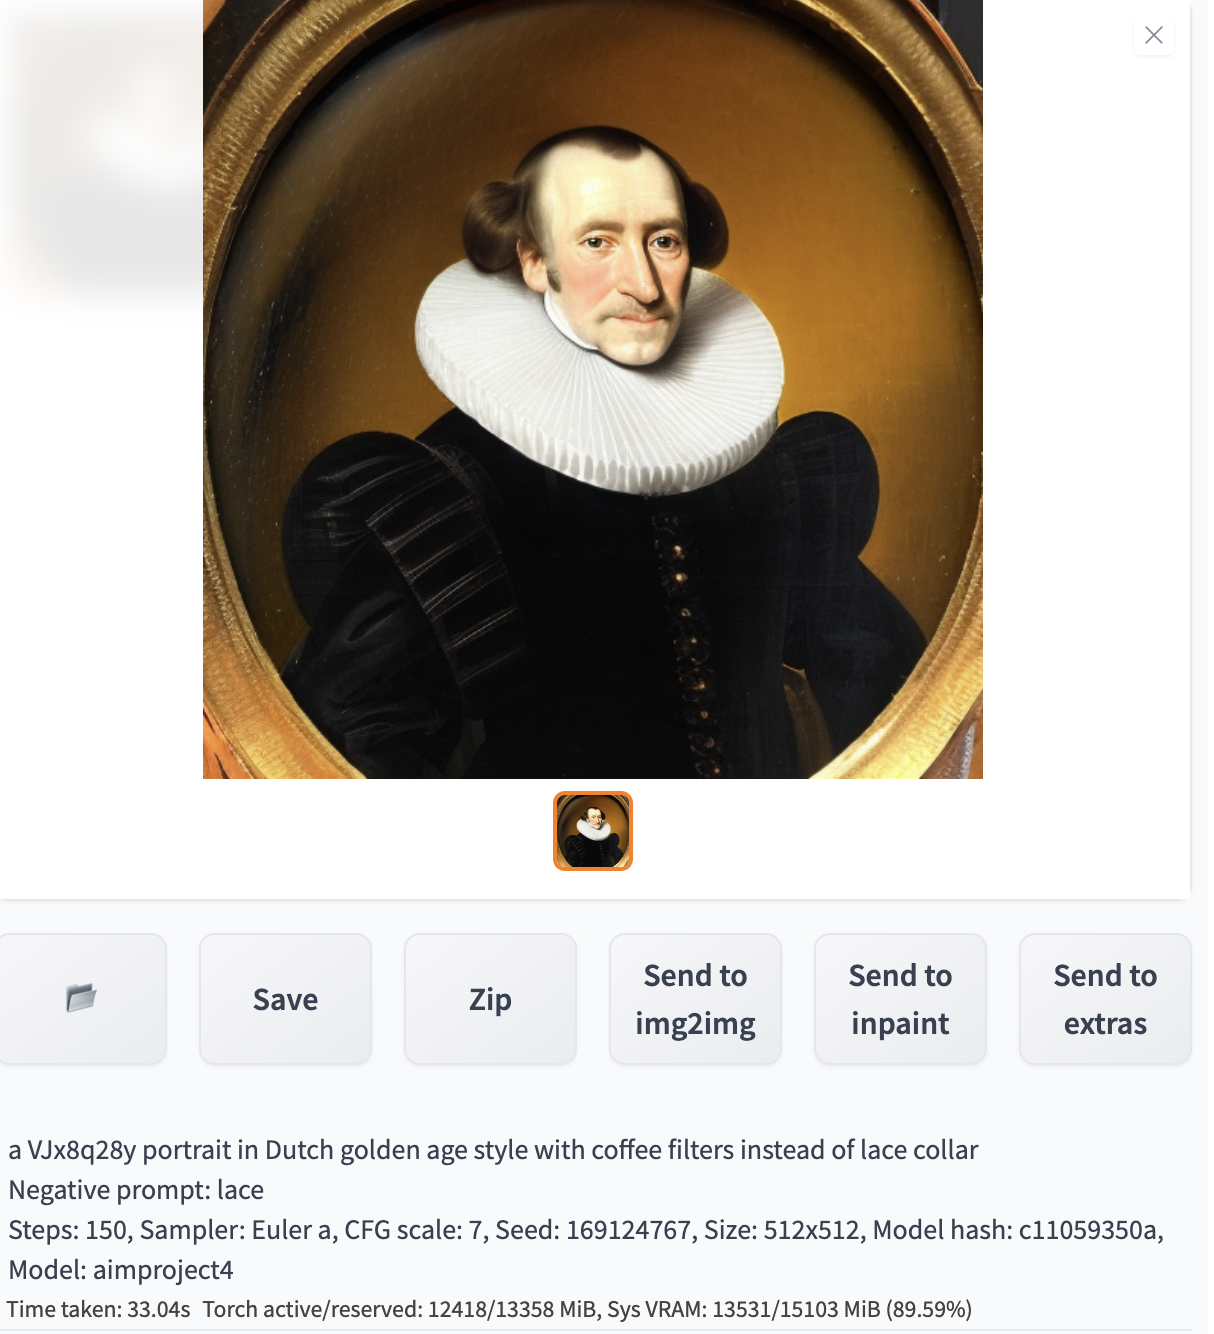 Save
Zip
Send to
img2img
Send to
inpaint
Send to
extras
a VJx8q28y portrait in Dutch golden age style with coffee filters instead of lace collar
Negative prompt: lace
Steps: 150, Sampler: Euler a, CFG scale: 7, Seed: 169124767, Size: 512x512, Model hash: c11059350a,
Model: aimproject4
Time taken: 33.04s Torch active/reserved: 12418/13358 MiB, Sys VRAM: 13531/15103 MiB (89.59%)